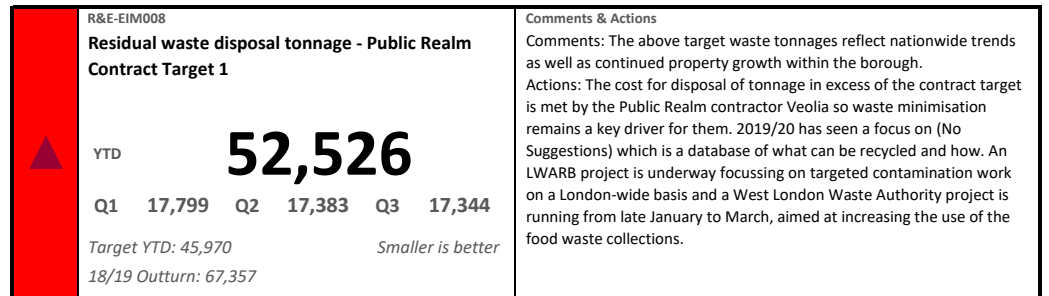 R&E-EIM008
Residual waste disposal tonnage - Public Realm
Contract Target 1
YTD 52,526
Q1 17,799 Q2 17,383 Q3 17,344
Target YTD: 45,970 Smaller is better
18/19 Outturn: 67,357
Comments & Actions
Comments: The above target waste tonnages reflect nationwide trends
as well as continued property growth within the borough.
Actions: The cost for disposal of tonnage in excess of the contract target
is met by the Public Realm contractor Veolia so waste minimisation
remains a key driver for them. 2019/20 has seen a focus on (No
Suggestions) which is a database of what can be recycled and how. An
LWARB project is underway focussing on targeted contamination work
on a London-wide basis and a West London Waste Authority project is
running from late January to March, aimed at increasing the use of the
food waste collections.